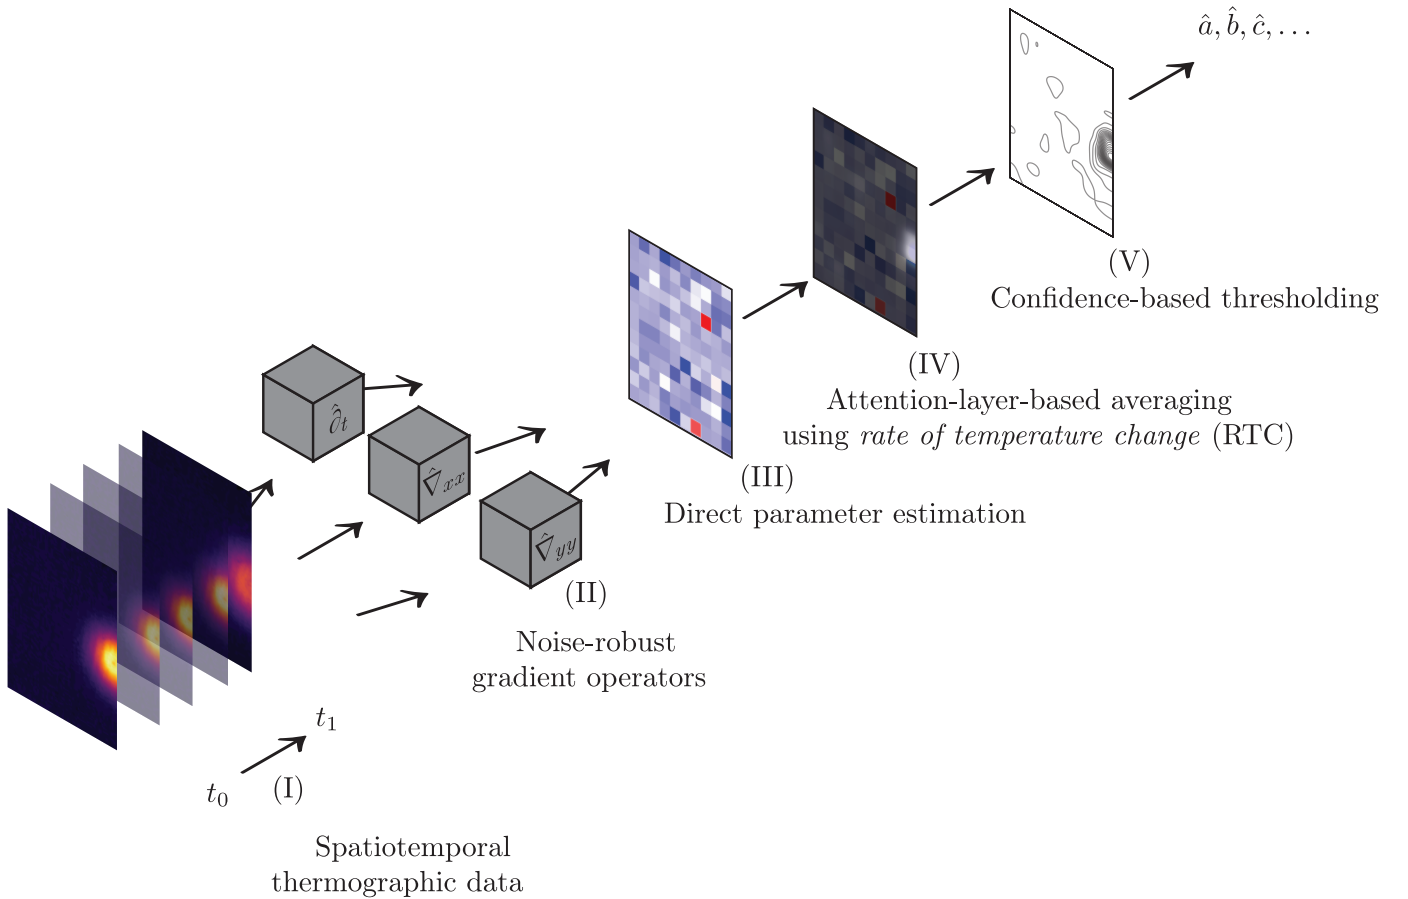 â, b̂, ĉ, . . .
(V)
Confidence-based thresholding
(IV)
Attention-layer-based averaging
using rate of temperature change (RTC)
(III)
Direct parameter estimation
∂̂t
∇̂xx
∇̂yy
(II)
Noise-robust
gradient operators
t₁
t₀
(I)
Spatiotemporal
thermographic data